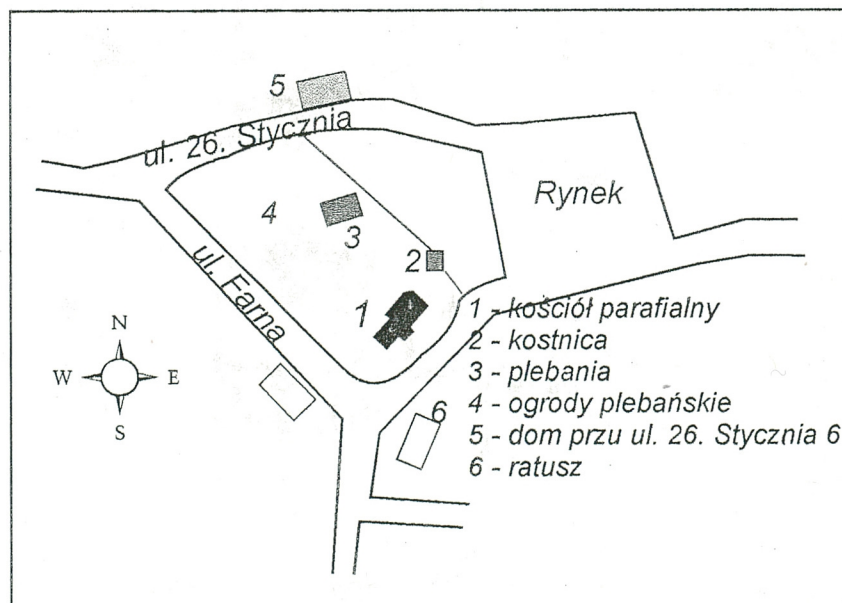 5
ul. 26. Stycznia
Rynek
4
3
2
ul. Farna
1
N
W E
S
6
1 - kościół parafialny
2 - kostnica
3 - plebania
4 - ogrody plebańskie
5 - dom przu ul. 26. Stycznia 6
6 - ratusz